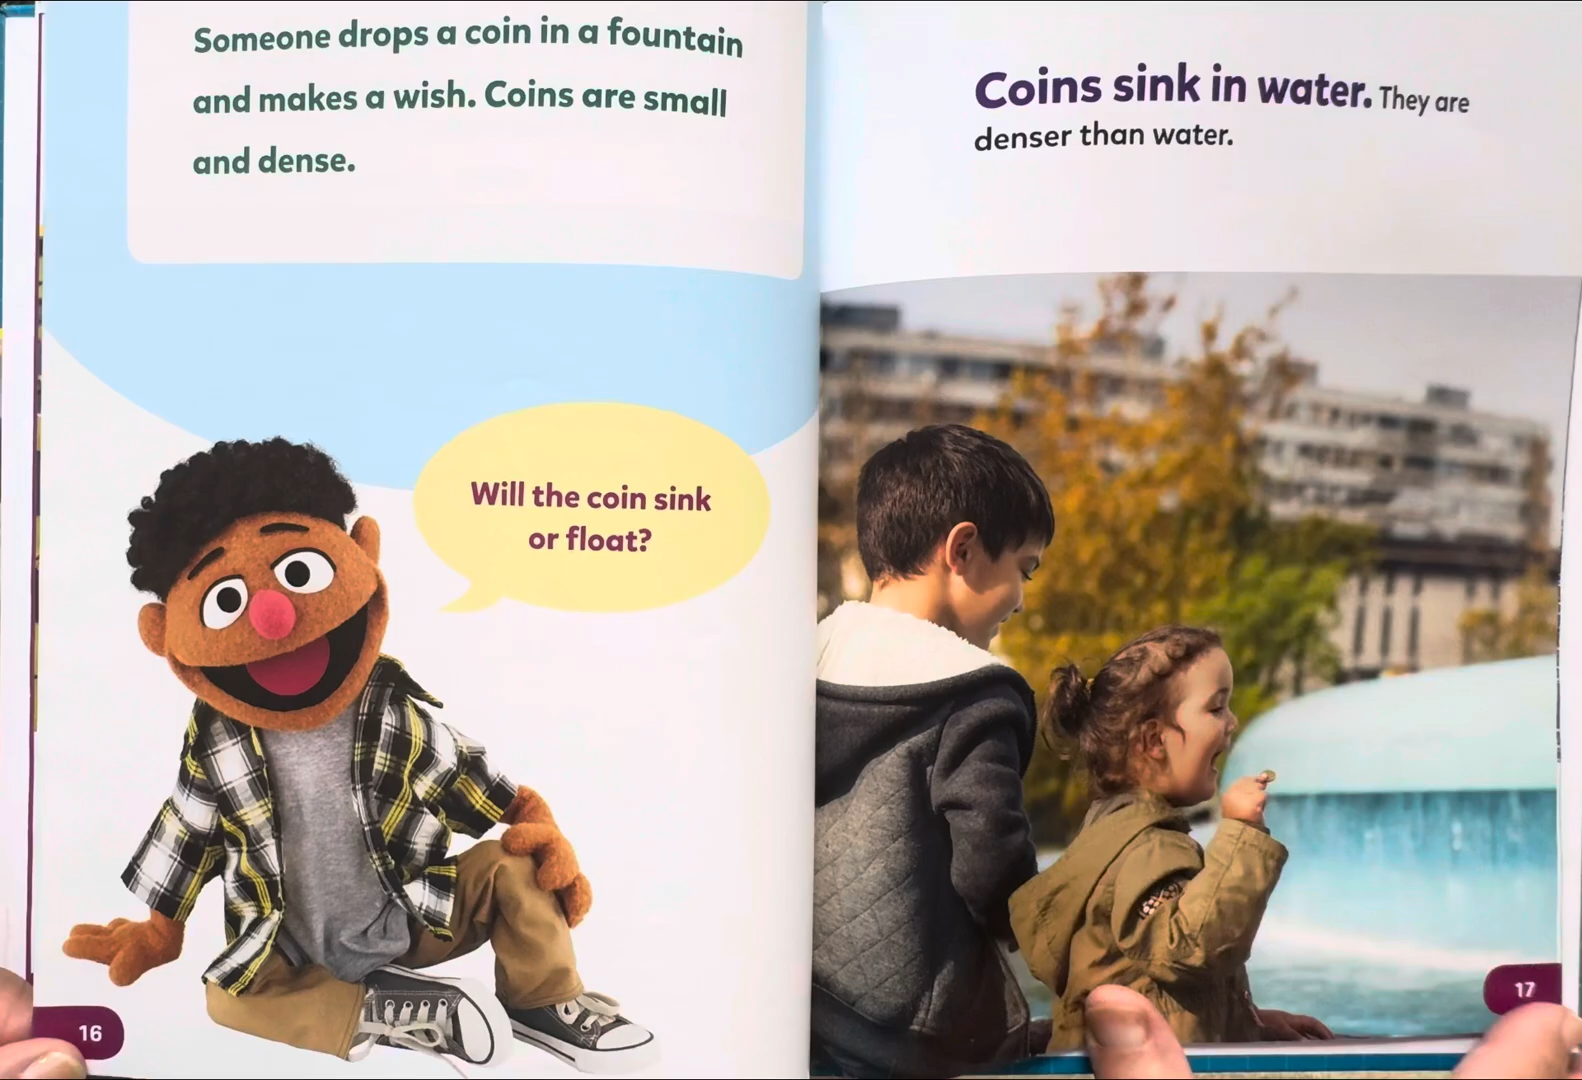 Someone drops a coin in a fountain
and makes a wish. Coins are small
and dense.
Will the coin sink
or float?
16
Coins sink in water. They are
denser than water.
17